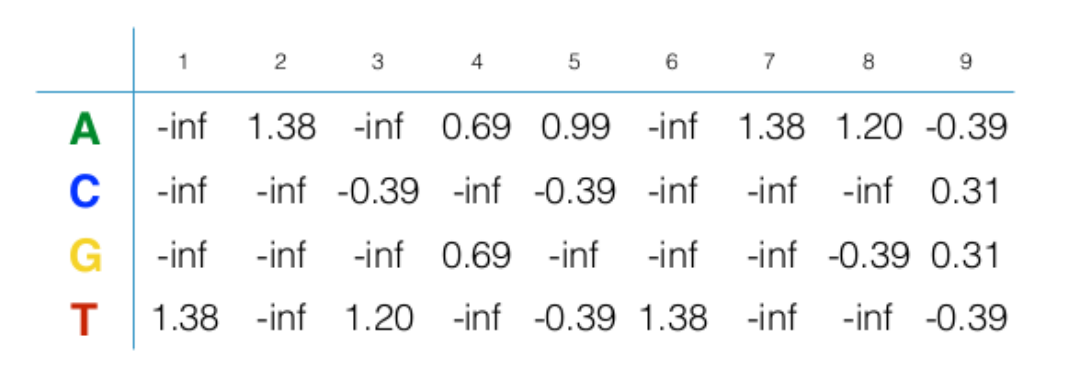 1 2 3 4 5 6 7 8 9
A -inf 1.38 -inf 0.69 0.99 -inf 1.38 1.20 -0.39
C -inf -inf -0.39 -inf -0.39 -inf -inf -inf 0.31
G -inf -inf -inf 0.69 -inf -inf -inf -0.39 0.31
T 1.38 -inf 1.20 -inf -0.39 1.38 -inf -inf -0.39